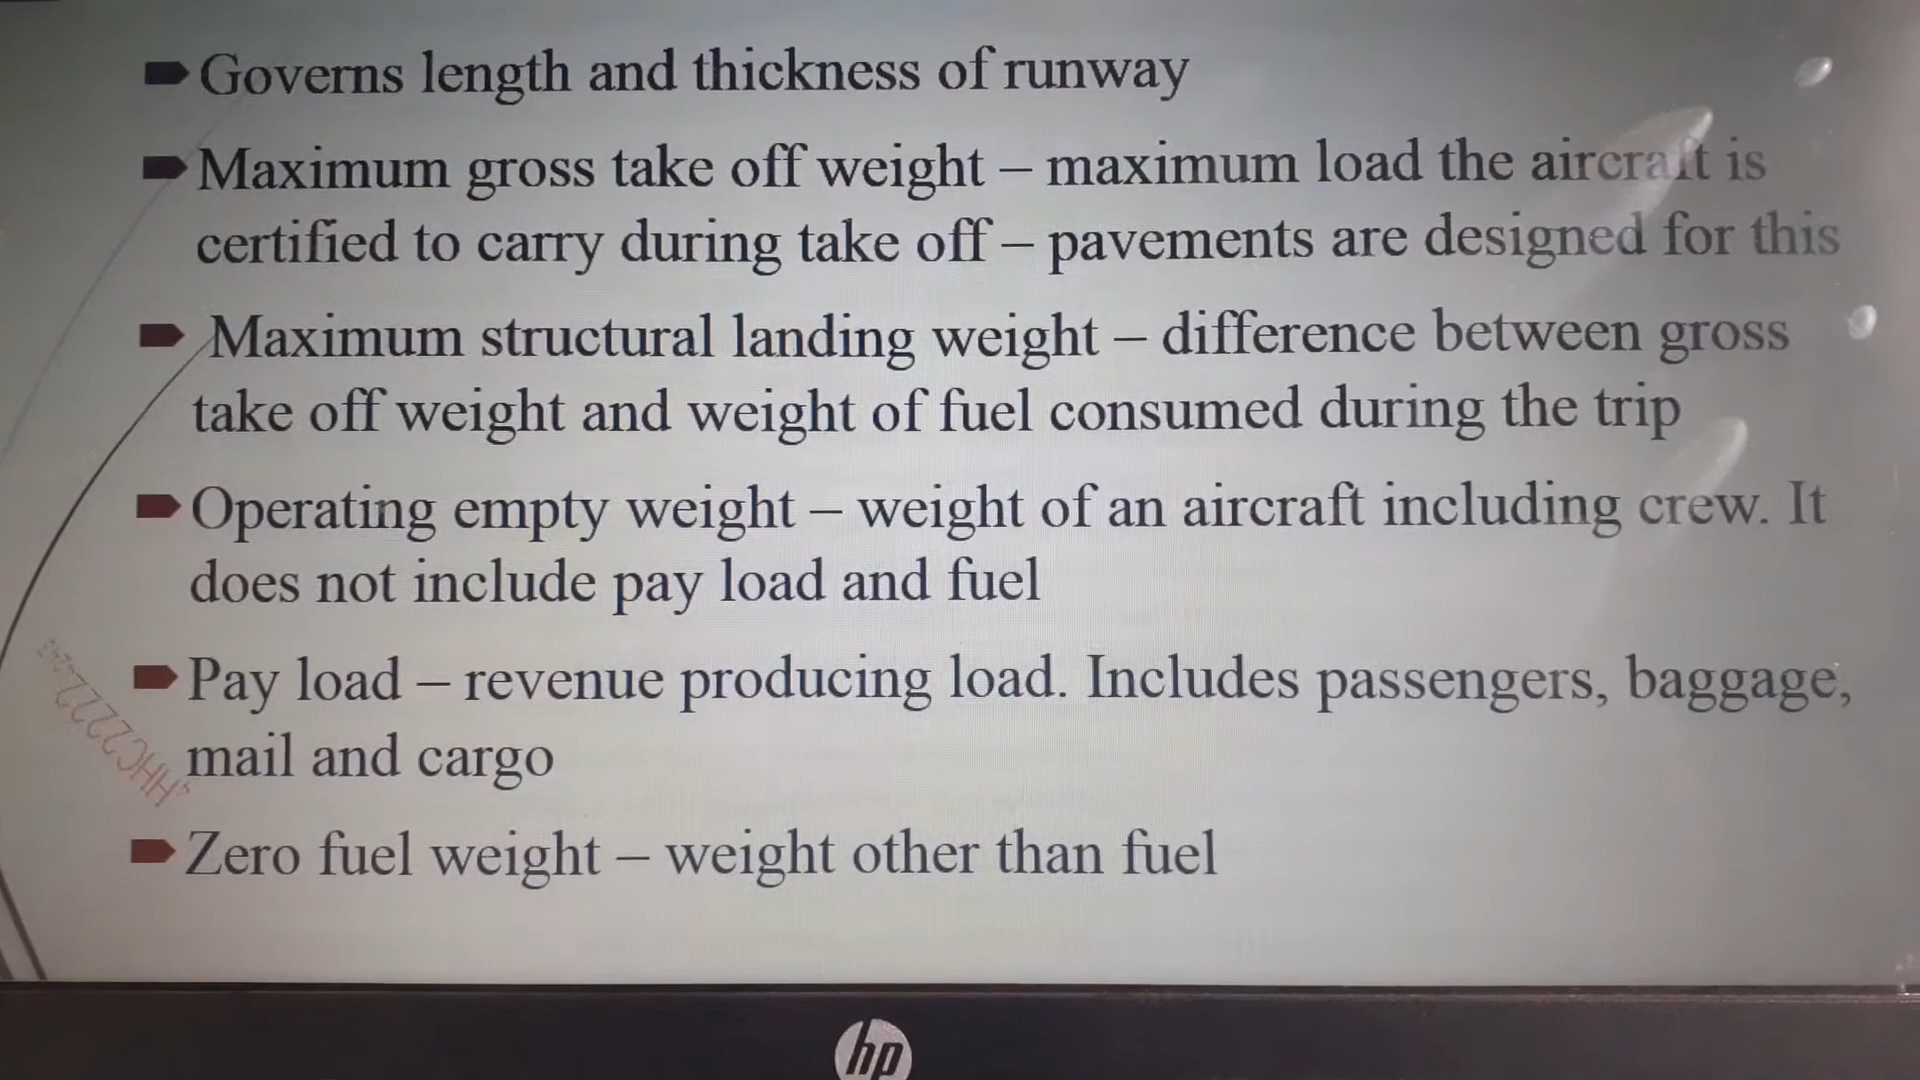 Governs length and thickness of runway
Maximum gross take off weight – maximum load the aircraft is
certified to carry during take off – pavements are designed for this
Maximum structural landing weight – difference between gross
take off weight and weight of fuel consumed during the trip
Operating empty weight – weight of an aircraft including crew. It
does not include pay load and fuel
Pay load – revenue producing load. Includes passengers, baggage,
mail and cargo
Zero fuel weight – weight other than fuel
hp